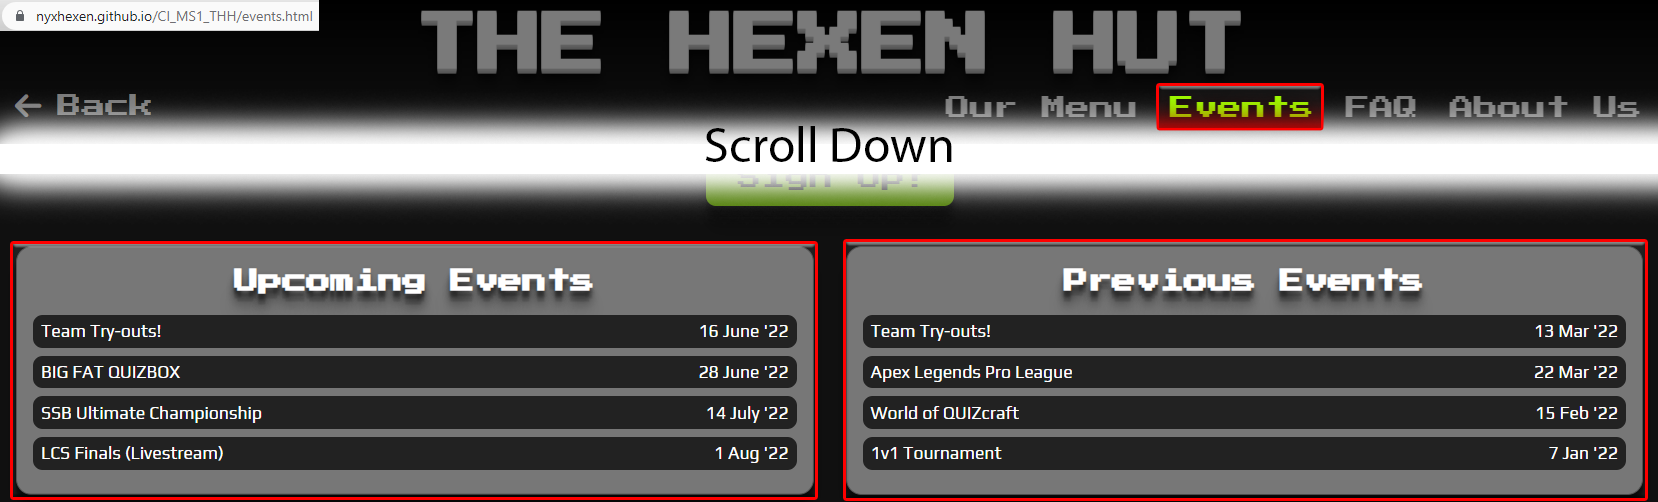 nyxhexen.github.io/CI_MS1_THH/events.html
THE HEXEN HUT
← Back
Our Menu Events FAQ About Us
Scroll Down
Sign Up!
Upcoming Events
Team Try-outs! 16 June '22
BIG FAT QUIZBOX 28 June '22
SSB Ultimate Championship 14 July '22
LCS Finals (Livestream) 1 Aug '22
Previous Events
Team Try-outs! 13 Mar '22
Apex Legends Pro League 22 Mar '22
World of QUIZcraft 15 Feb '22
1v1 Tournament 7 Jan '22